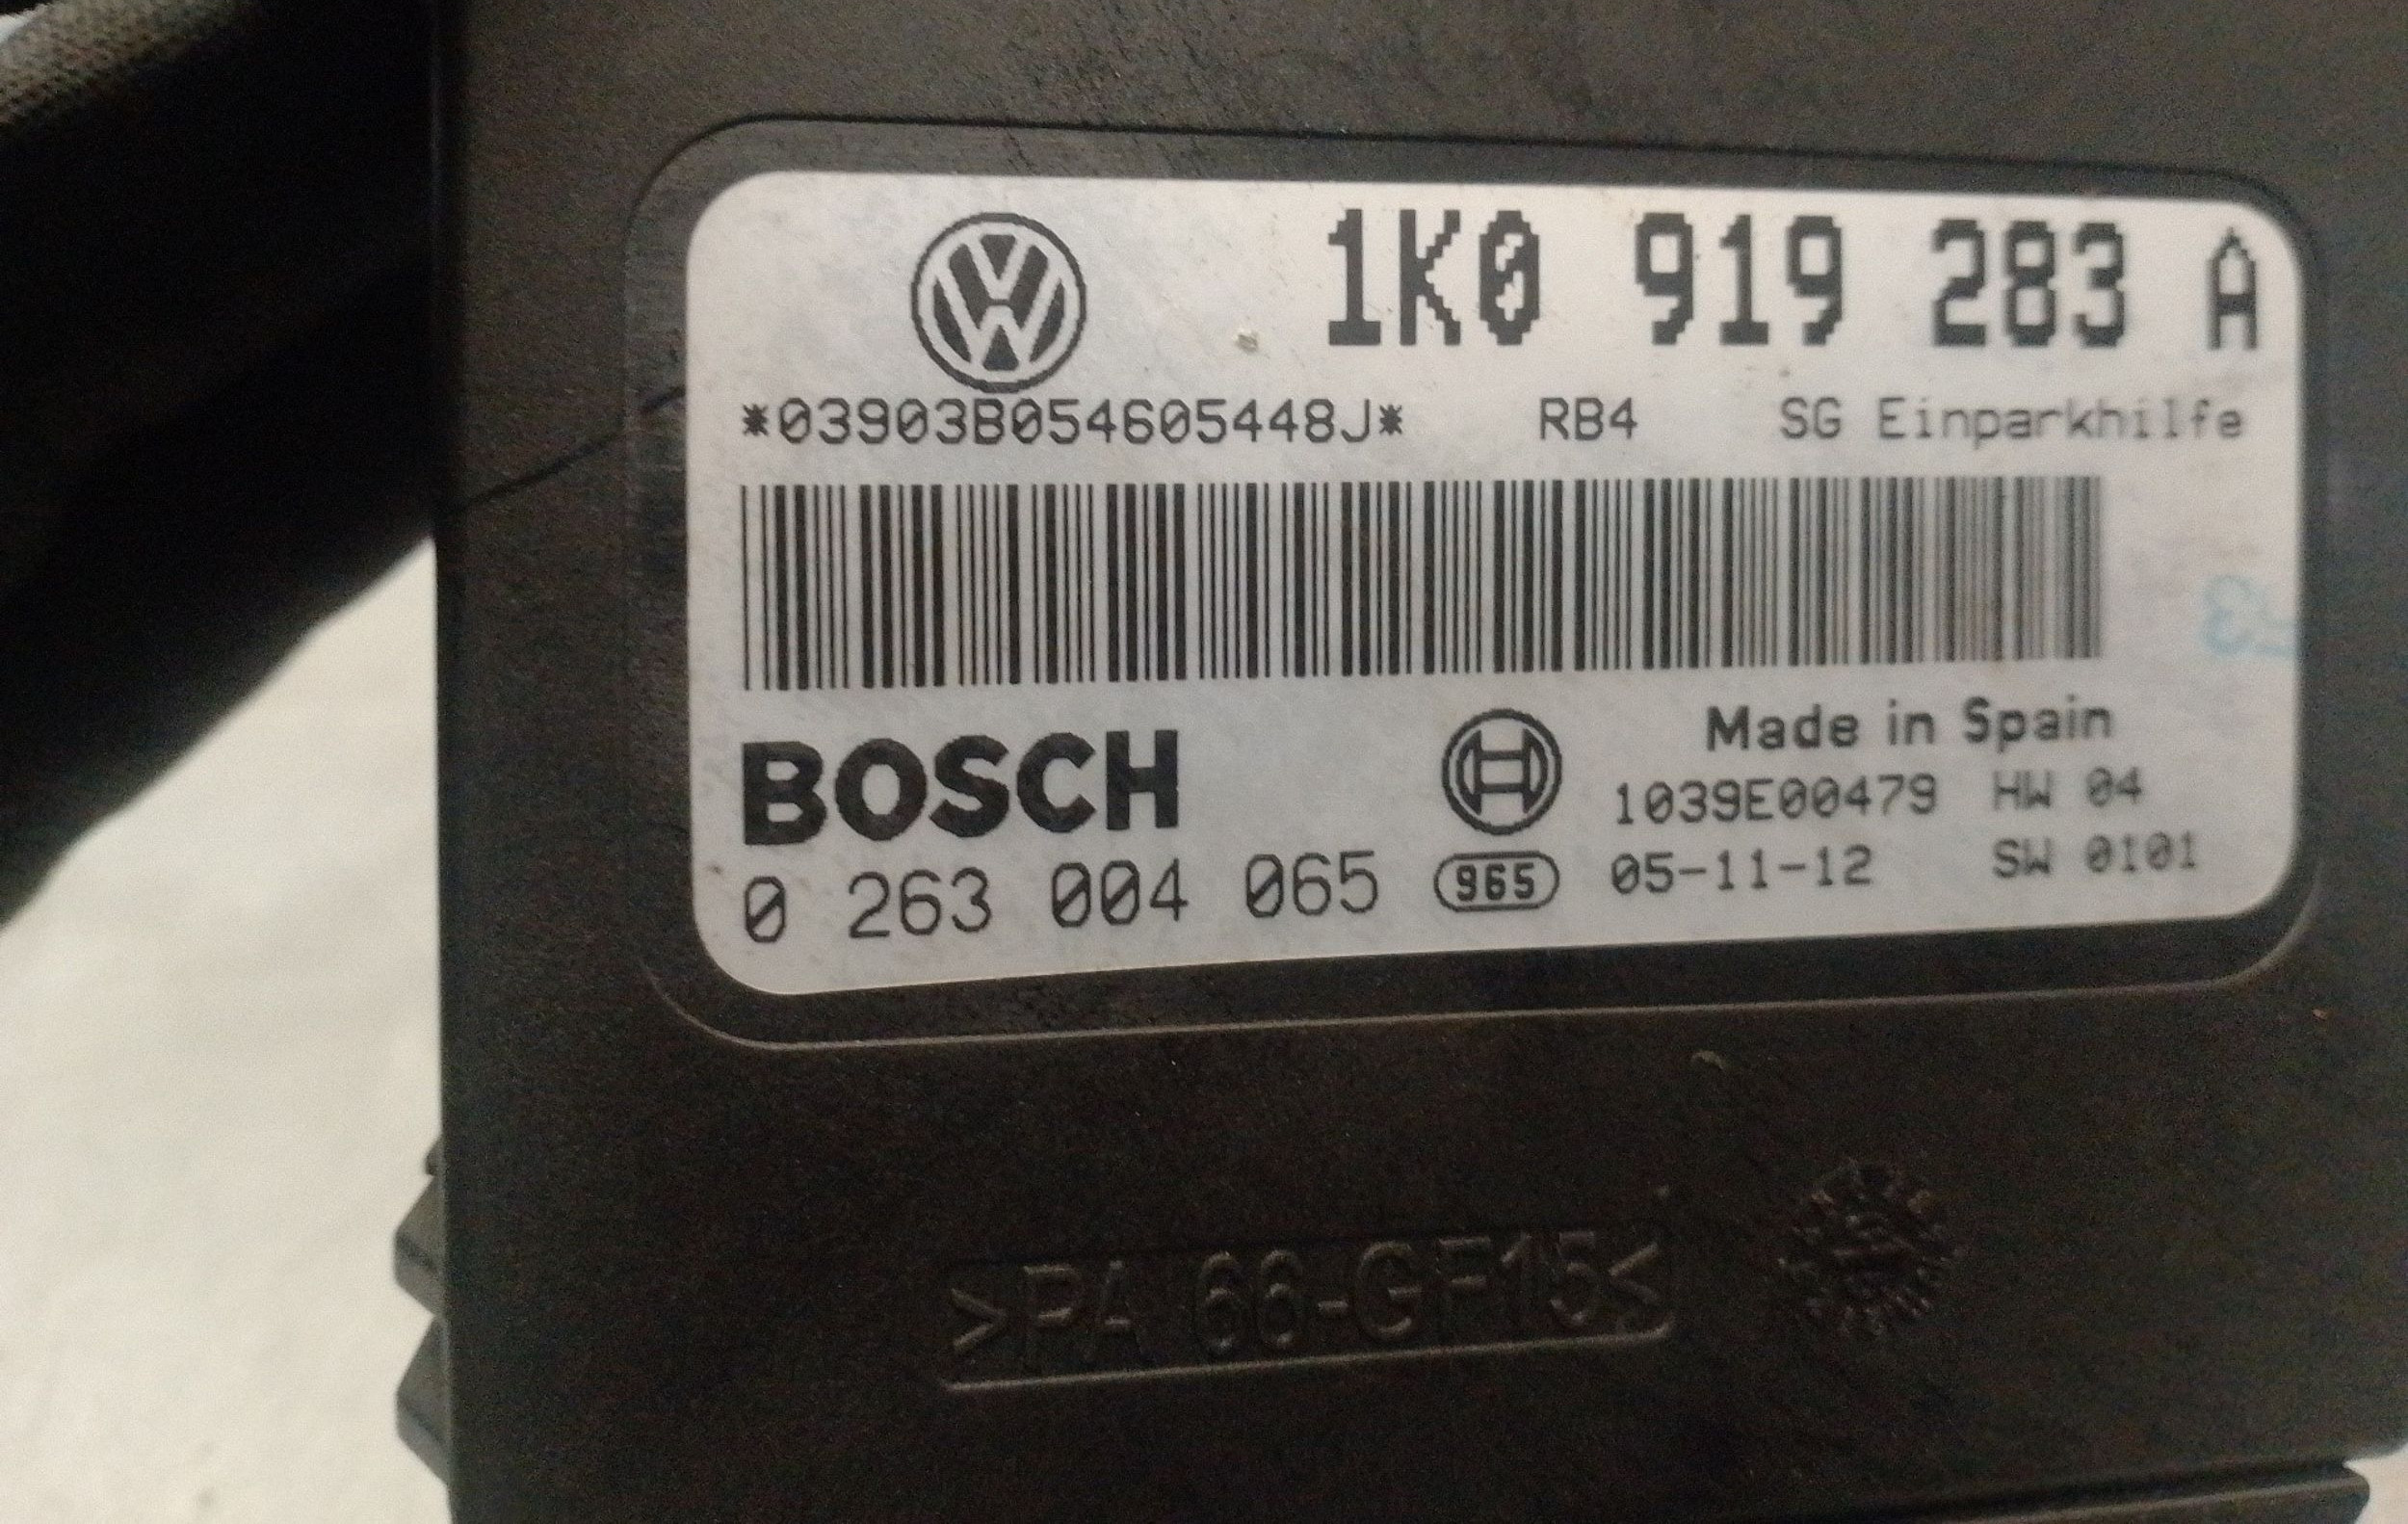 1K0 919 283 A
*03903B054605448J* RB4 SG Einparkhilfe
BOSCH
Made in Spain
1039E00479 HW 04
0 263 004 065 965 05-11-12 SW 0101
>PA 66-GF15<